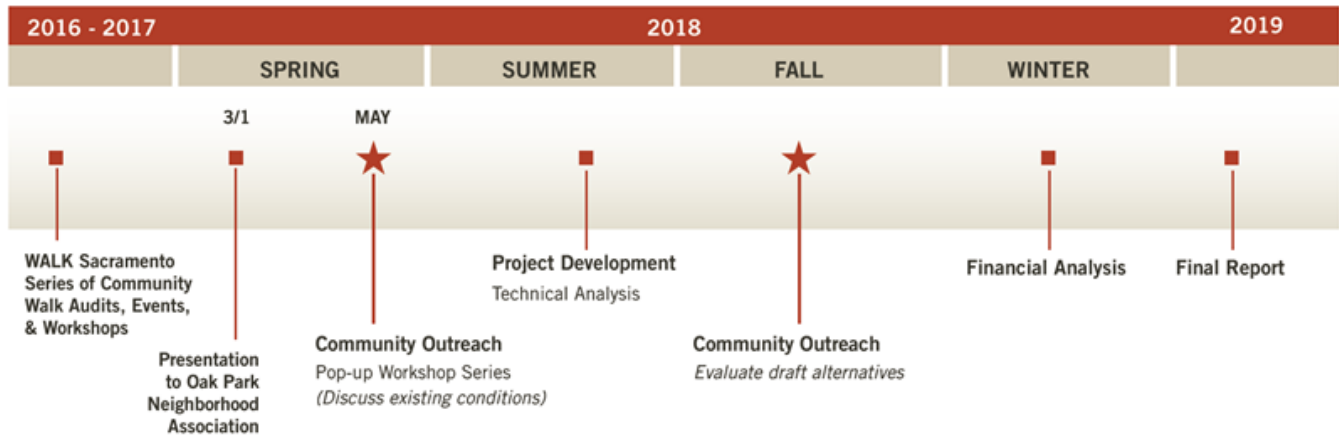 2016 - 2017
2018
2019
SPRING
SUMMER
FALL
WINTER
3/1
MAY
WALK Sacramento
Series of Community
Walk Audits, Events,
& Workshops
Presentation
to Oak Park
Neighborhood
Association
Community Outreach
Pop-up Workshop Series
(Discuss existing conditions)
Project Development
Technical Analysis
Community Outreach
Evaluate draft alternatives
Financial Analysis
Final Report